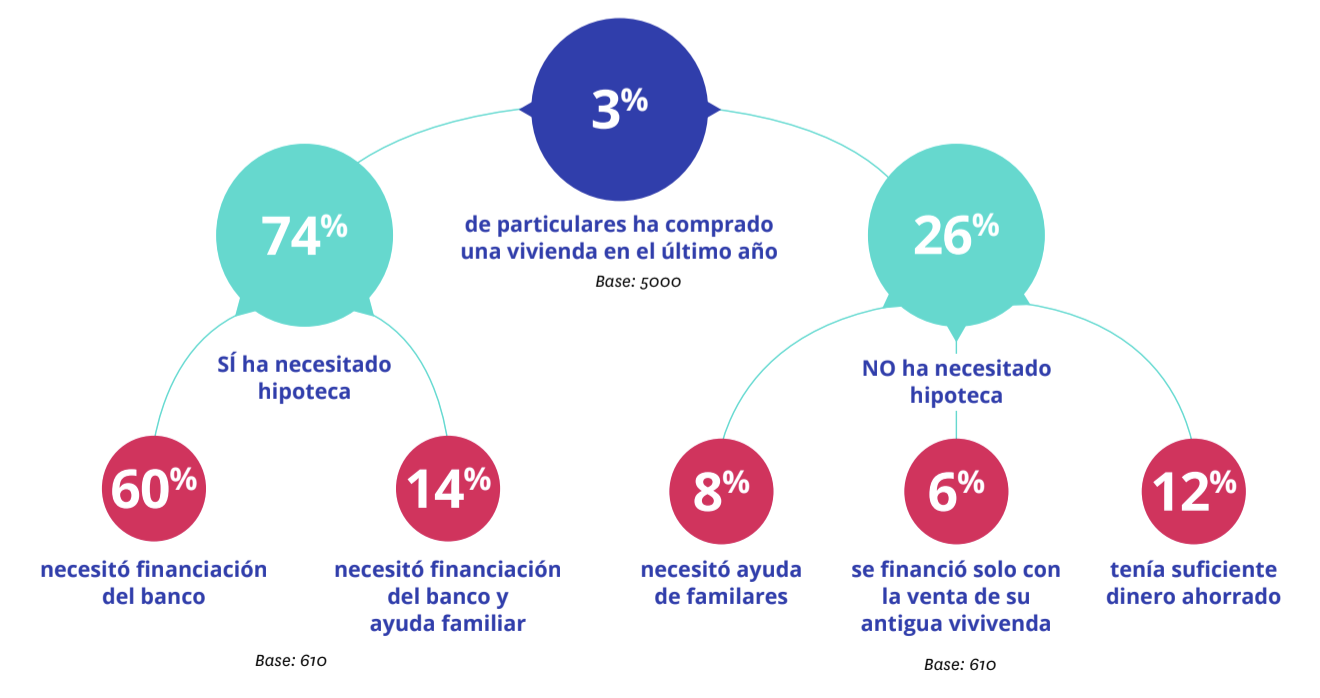 3%
de particulares ha comprado
una vivienda en el último año
Base: 5000
74%
SÍ ha necesitado
hipoteca
26%
NO ha necesitado
hipoteca
60%
necesitó financiación
del banco
14%
necesitó financiación
del banco y
ayuda familiar
Base: 610
8%
necesitó ayuda
de familares
6%
se financió solo con
la venta de su
antigua vivivenda
12%
tenía suficiente
dinero ahorrado
Base: 610